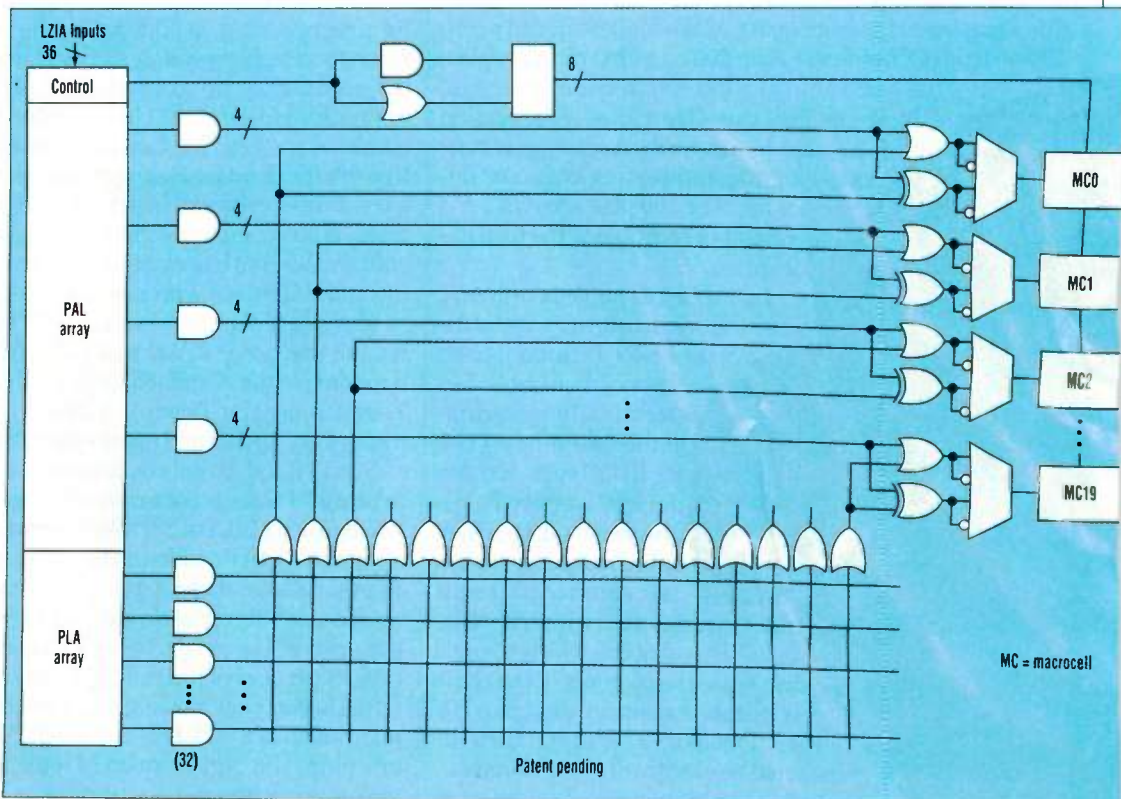 LZIA Inputs
36
Control
8
4
PAL
array
4
4
4
MC0
MC1
MC2
MC19
PLA
array
(32)
MC = macrocell
Patent pending